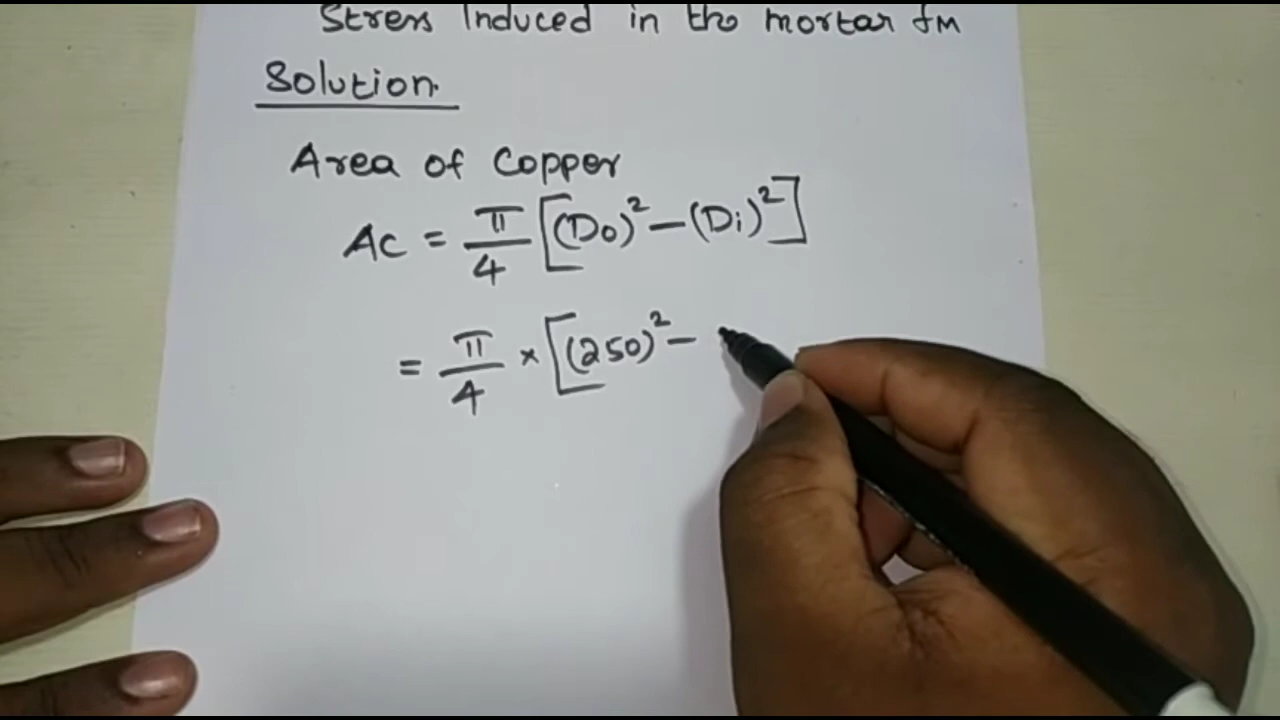 Stress Induced in the mortar fm
Solution.
Area of Copper
Ac = π/4 [(Do)² - (Di)²]
= π/4 × [(250)² -